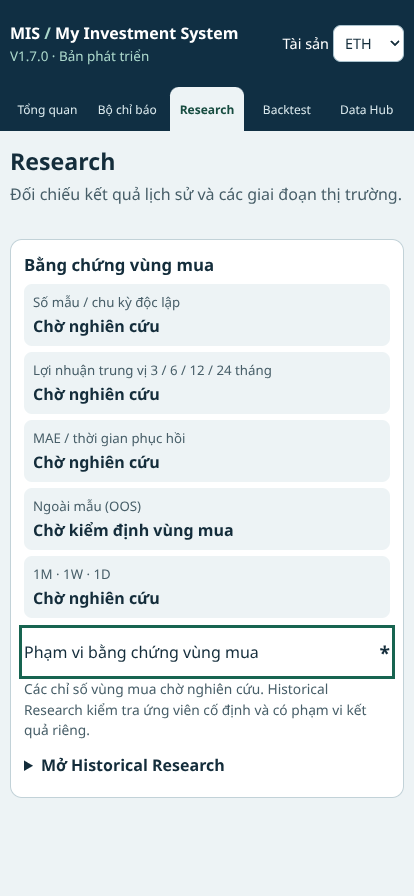 MIS / My Investment System
V1.7.0 · Bản phát triển
Tài sản ETH
Tổng quan Bộ chỉ báo Research Backtest Data Hub
Research
Đối chiếu kết quả lịch sử và các giai đoạn thị trường.
Bằng chứng vùng mua
Số mẫu / chu kỳ độc lập
Chờ nghiên cứu
Lợi nhuận trung vị 3 / 6 / 12 / 24 tháng
Chờ nghiên cứu
MAE / thời gian phục hồi
Chờ nghiên cứu
Ngoài mẫu (OOS)
Chờ kiểm định vùng mua
1M · 1W · 1D
Chờ nghiên cứu
Phạm vi bằng chứng vùng mua *
Các chỉ số vùng mua chờ nghiên cứu. Historical
Research kiểm tra ứng viên cố định và có phạm vi kết
quả riêng.
▶ Mở Historical Research